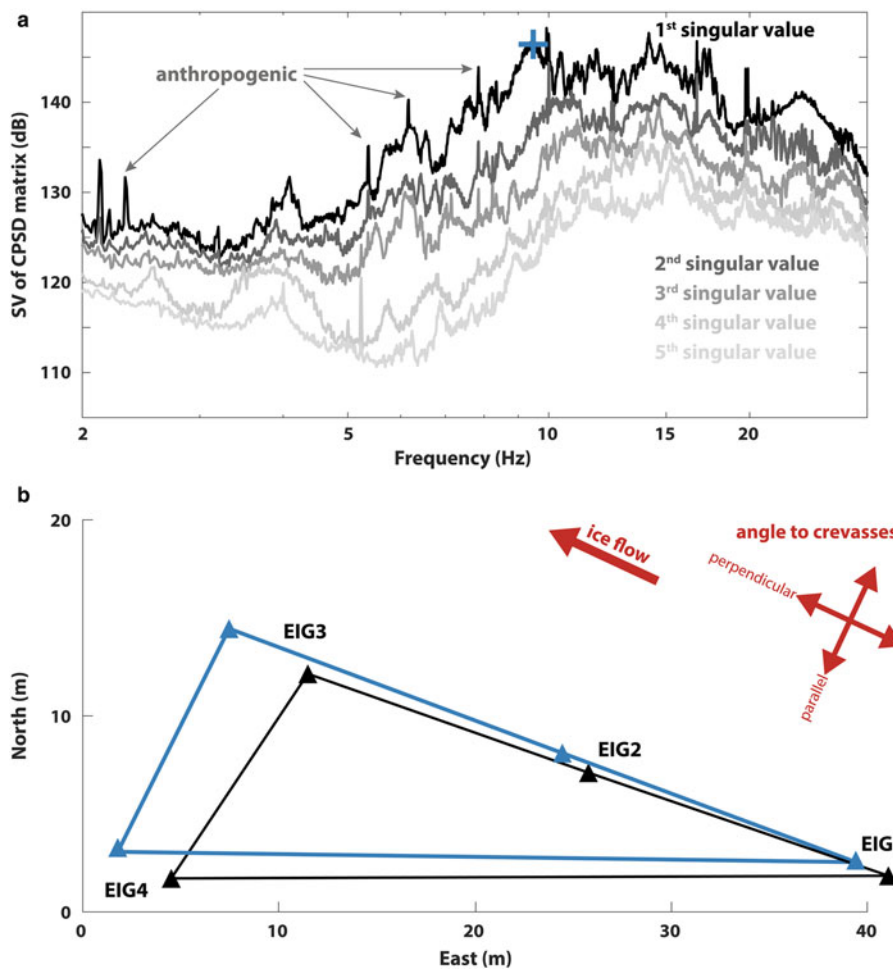 a
1st singular value
anthropogenic
140
130
120
110
SV of CPSD matrix (dB)
2nd singular value
3rd singular value
4th singular value
5th singular value
2
5
10
15
20
Frequency (Hz)
b
20
10
0
North (m)
ice flow
angle to crevasses
perpendicular
parallel
EIG3
EIG2
EIG
EIG4
0
10
20
30
40
East (m)